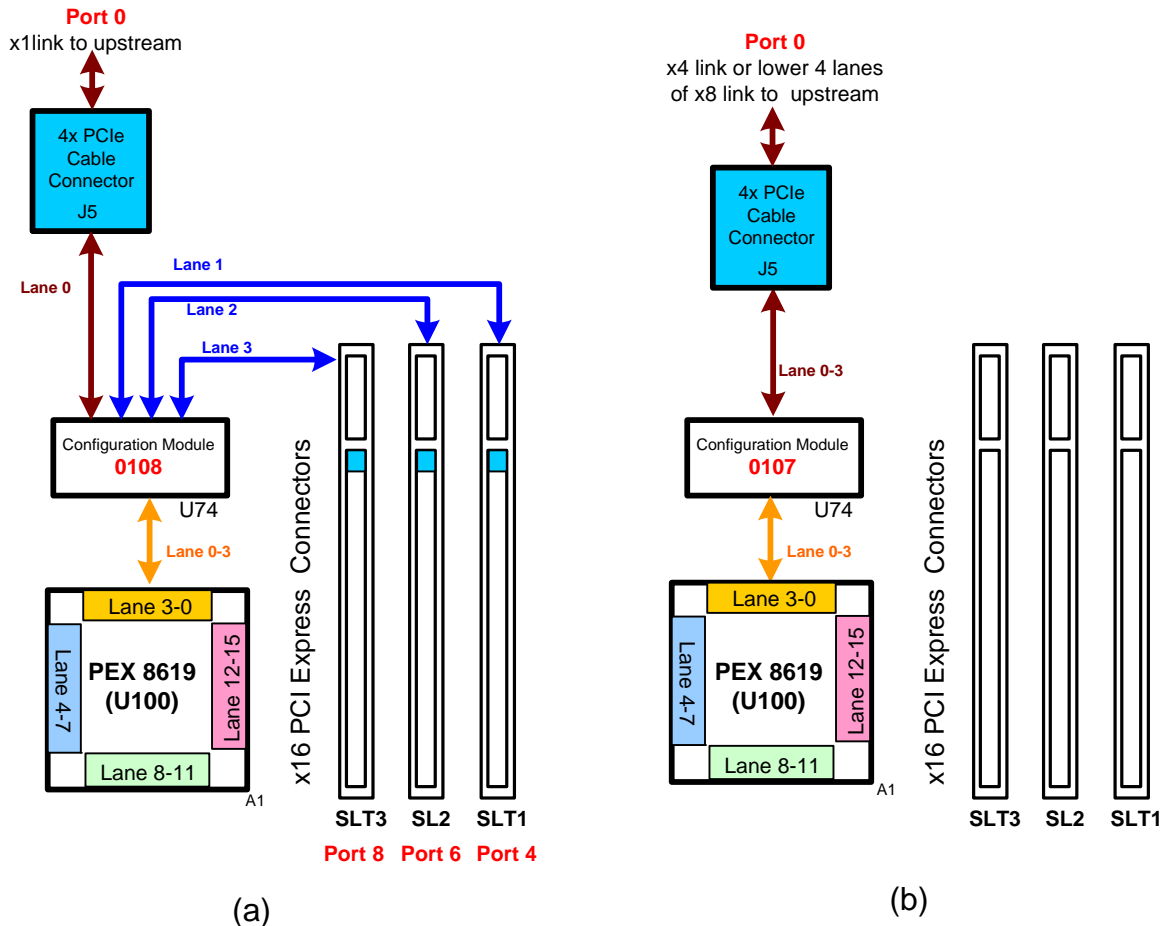 Port 0
x1link to upstream
4x PCIe
Cable
Connector
J5
Lane 0
Lane 1
Lane 2
Lane 3
Configuration Module
0108
U74
Lane 0-3
Lane 3-0
Lane 4-7
PEX 8619
(U100)
Lane 12-15
Lane 8-11
A1
x16 PCI Express Connectors
SLT3
SL2
SLT1
Port 8
Port 6
Port 4
(a)
Port 0
x4 link or lower 4 lanes
of x8 link to upstream
4x PCIe
Cable
Connector
J5
Lane 0-3
Configuration Module
0107
U74
Lane 0-3
Lane 3-0
Lane 4-7
PEX 8619
(U100)
Lane 12-15
Lane 8-11
A1
x16 PCI Express Connectors
SLT3
SL2
SLT1
(b)